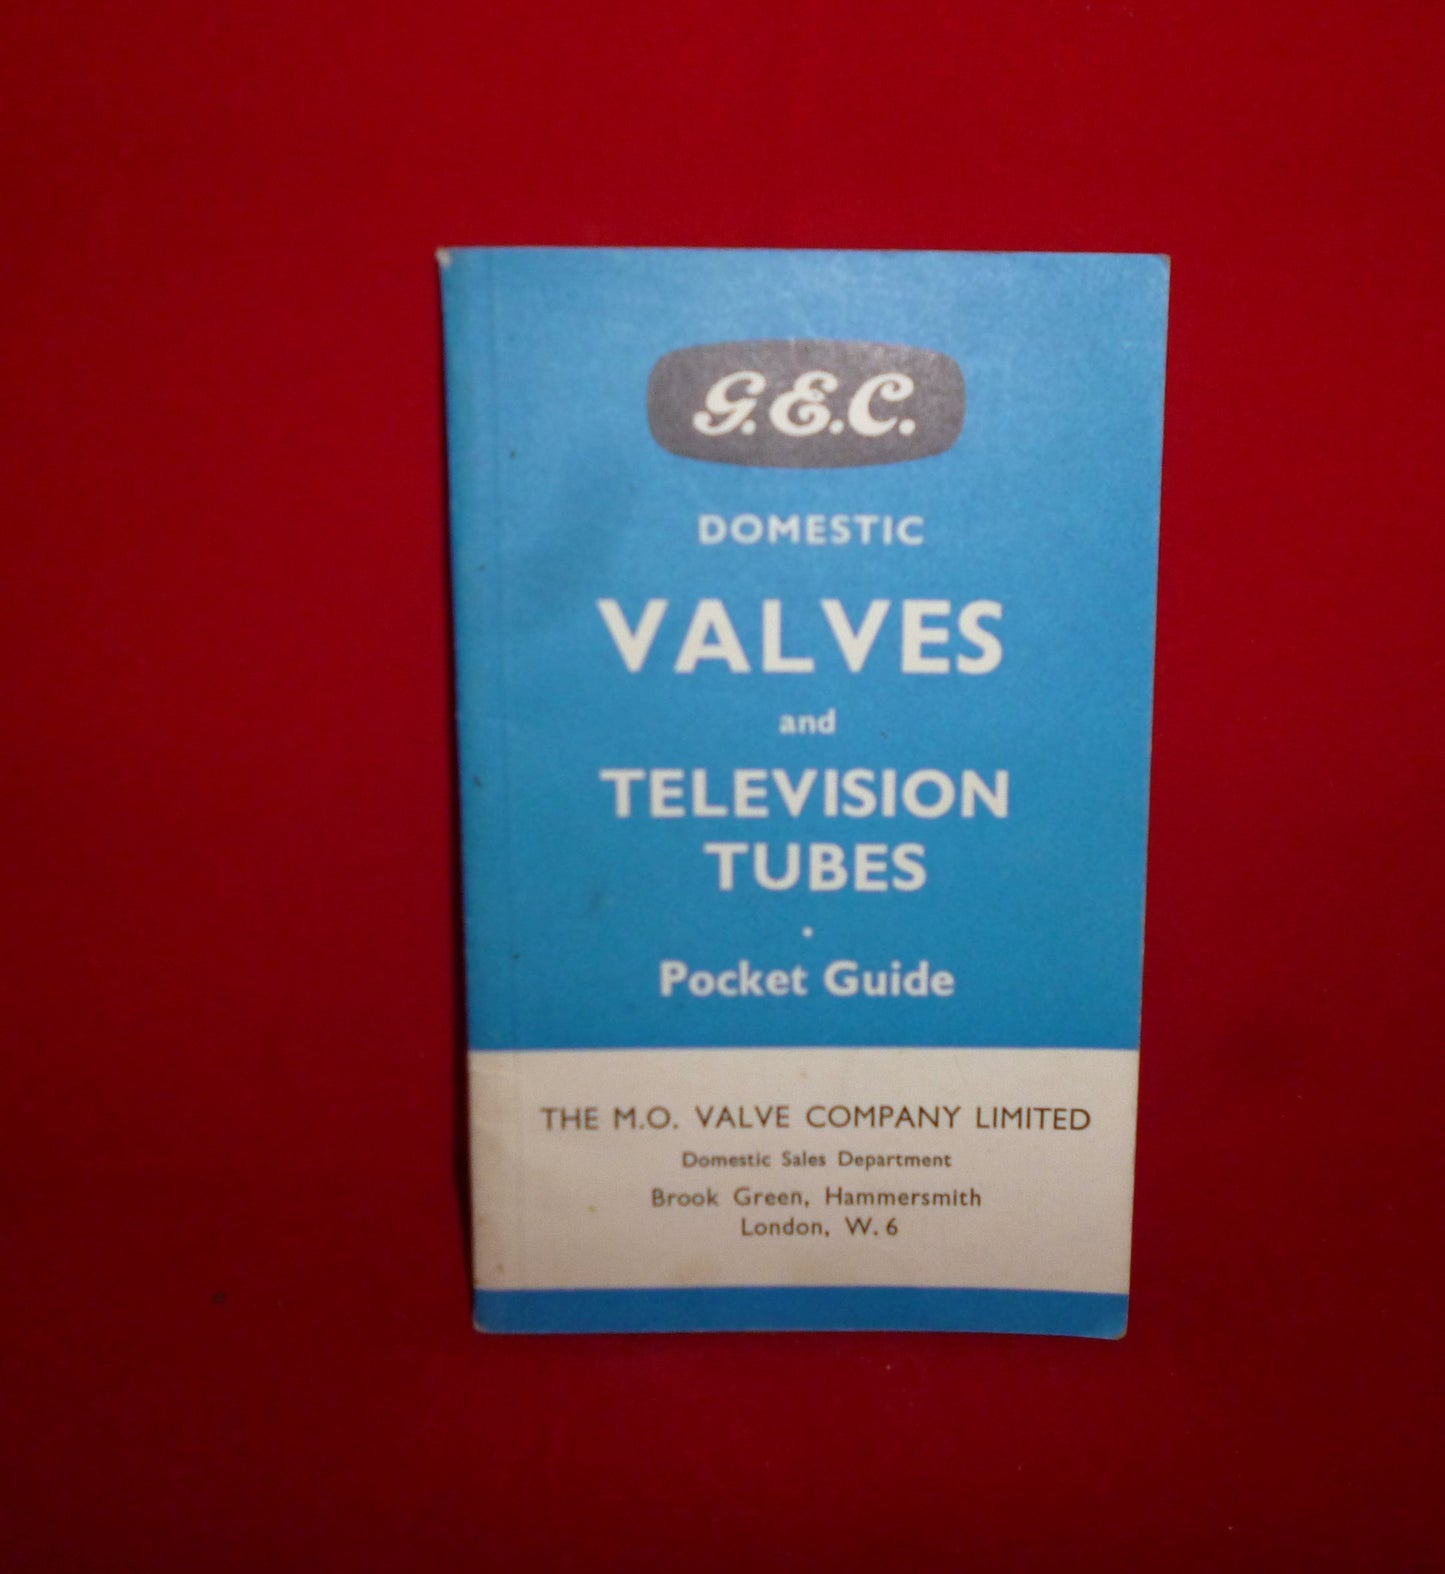 G.E.C.
DOMESTIC
VALVES
and
TELEVISION
TUBES
•
Pocket Guide
THE M.O. VALVE COMPANY LIMITED
Domestic Sales Department
Brook Green, Hammersmith
London, W.6